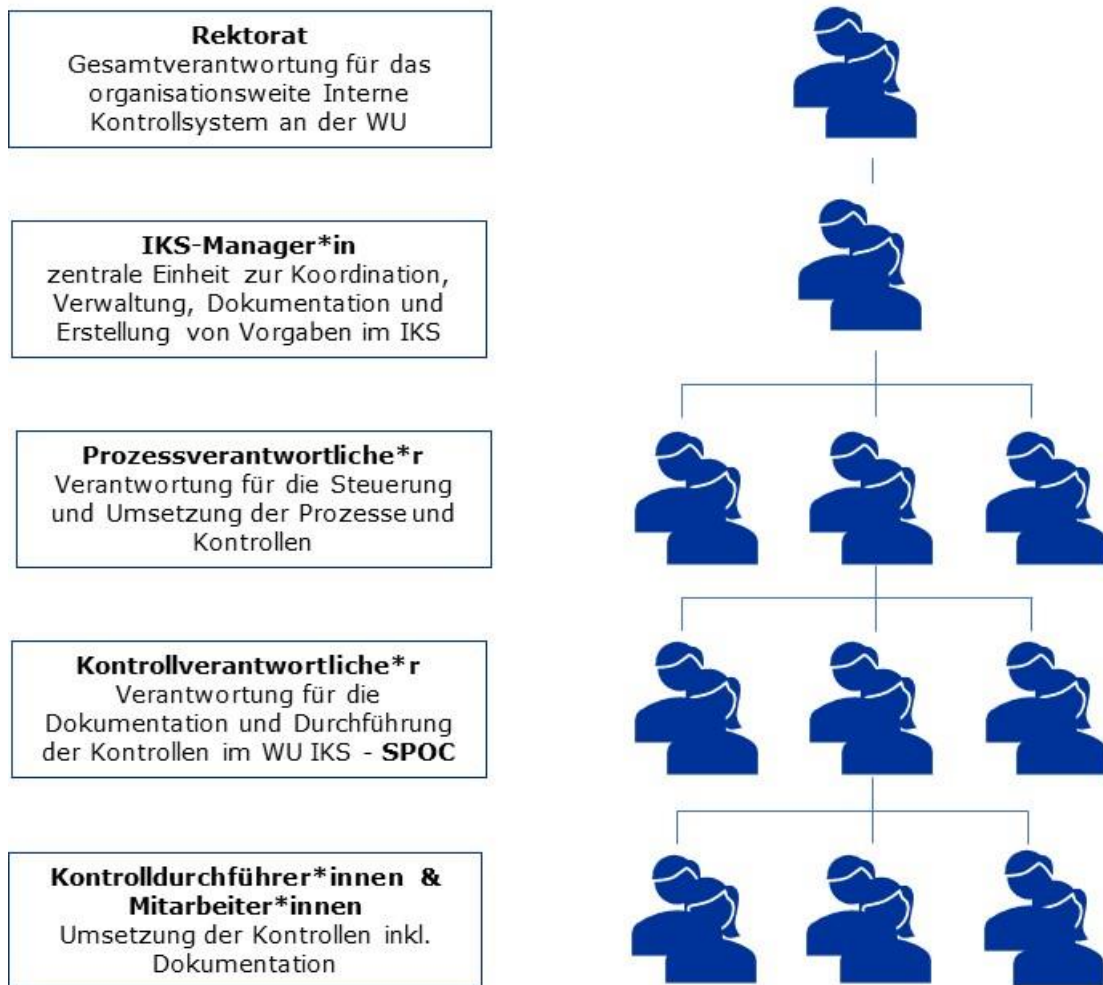 Rektorat
Gesamtverantwortung für das
organisationsweite Interne
Kontrollsystem an der WU
IKS-Manager*in
zentrale Einheit zur Koordination,
Verwaltung, Dokumentation und
Erstellung von Vorgaben im IKS
Prozessverantwortliche*r
Verantwortung für die Steuerung
und Umsetzung der Prozesse und
Kontrollen
Kontrollverantwortliche*r
Verantwortung für die
Dokumentation und Durchführung
der Kontrollen im WU IKS - SPOC
Kontrolldurchführer*innen &
Mitarbeiter*innen
Umsetzung der Kontrollen inkl.
Dokumentation